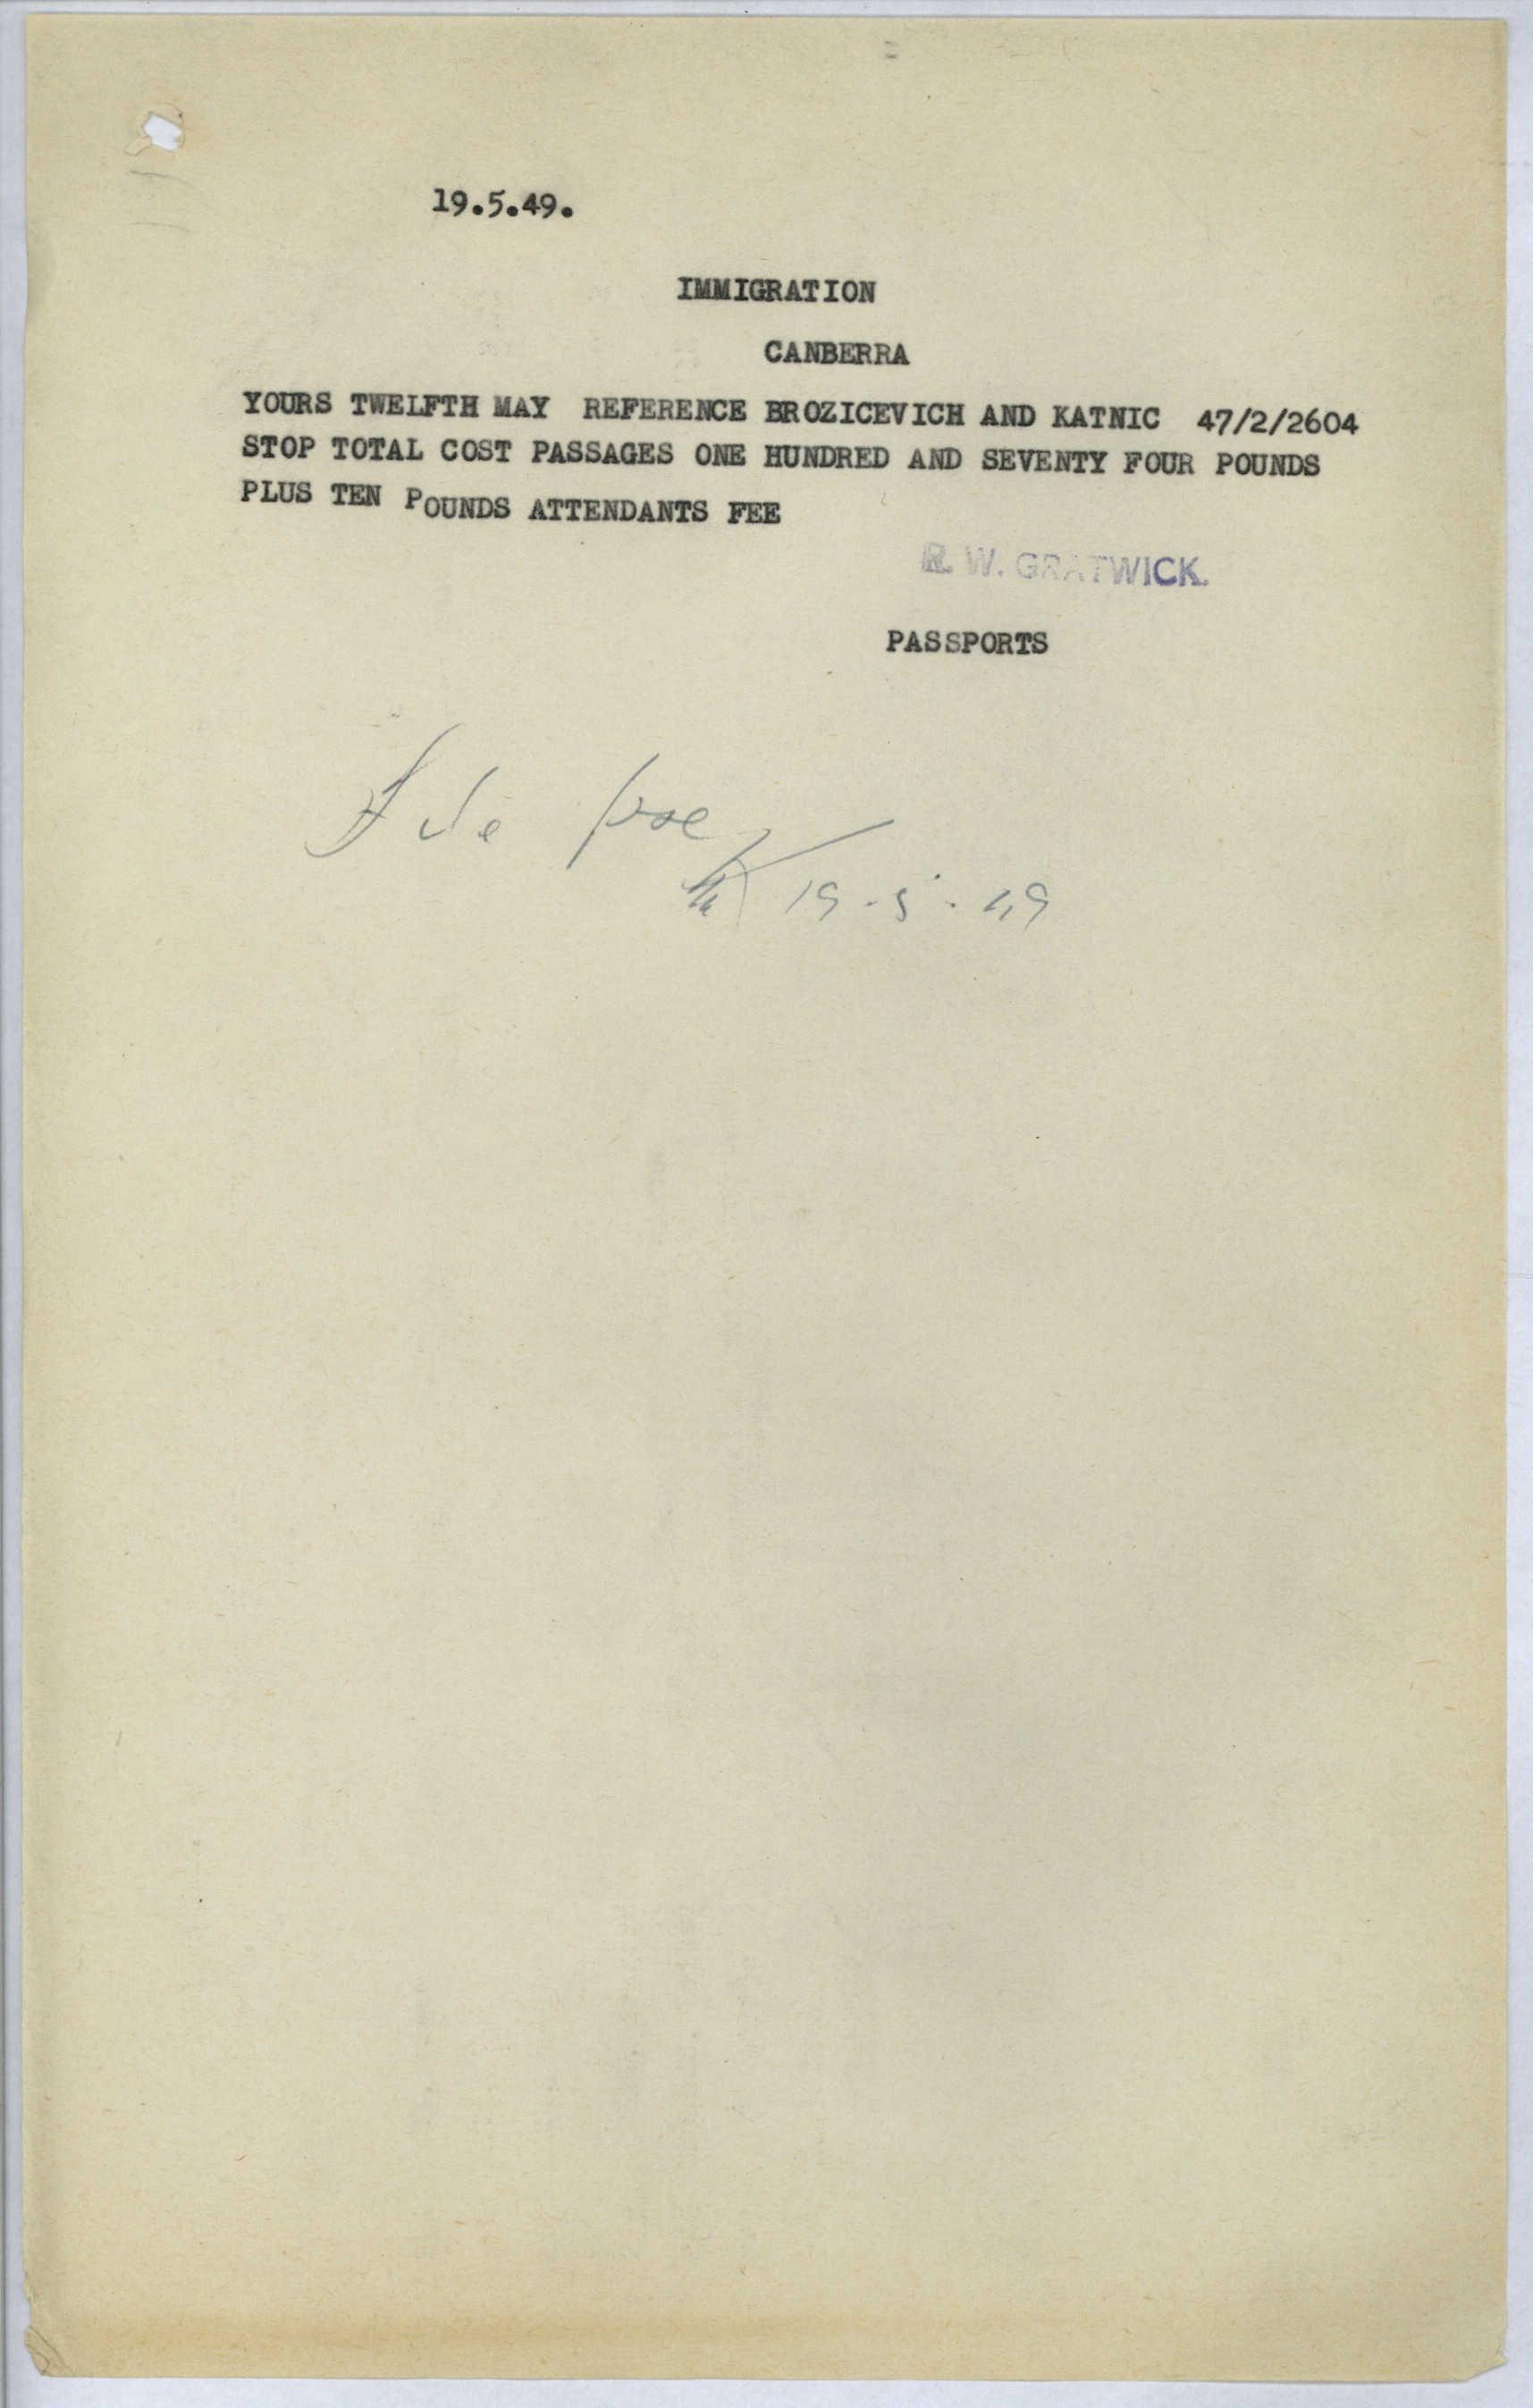 19.5.49.
IMMIGRATION
CANBERRA
YOURS TWELFTH MAY REFERENCE BROZICEVICH AND KATNIC 47/2/2604
STOP TOTAL COST PASSAGES ONE HUNDRED AND SEVENTY FOUR POUNDS
PLUS TEN POUNDS ATTENDANTS FEE
R. W. GRATWICK.
PASSPORTS
19.5.49